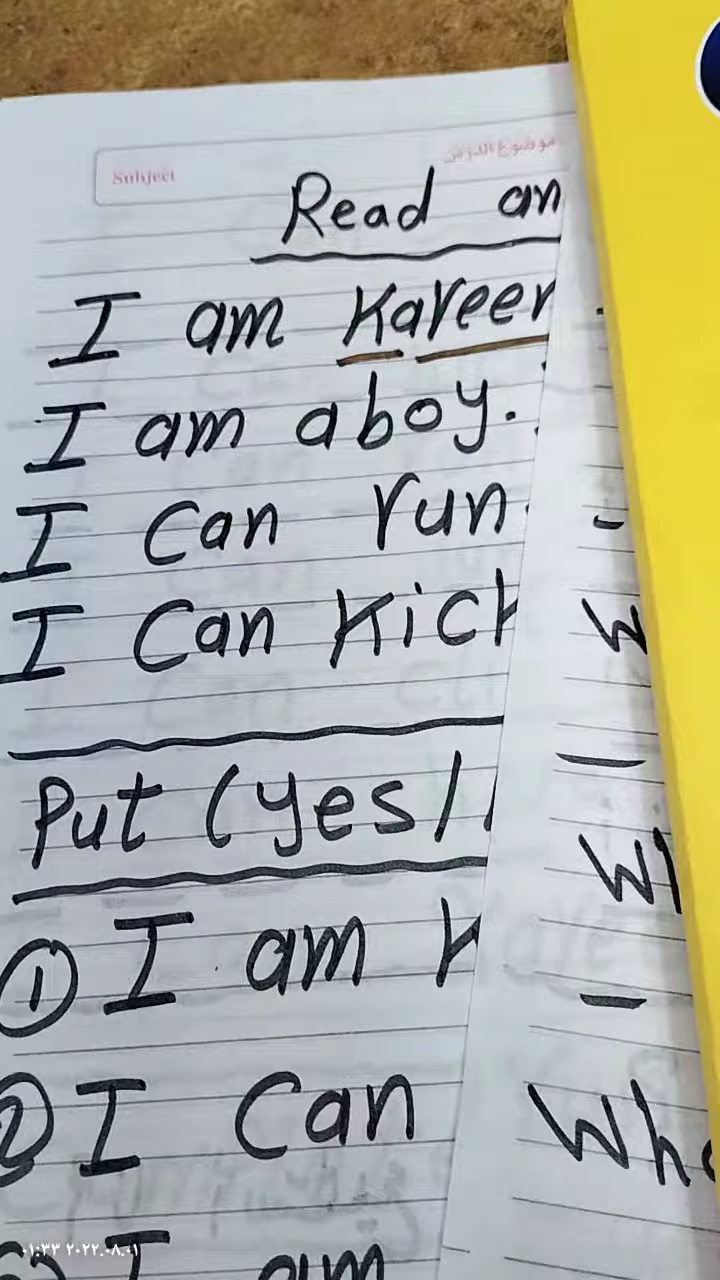 Subject
موضوع الدرس
Read an
I am Kareer
I am aboy.
I Can run.
I Can Kick
Put (yes/
① I am K
② I Can
I am
W
Wh
Who
٠١:٣٣ ٢٠٢٢.٠٨.٠١